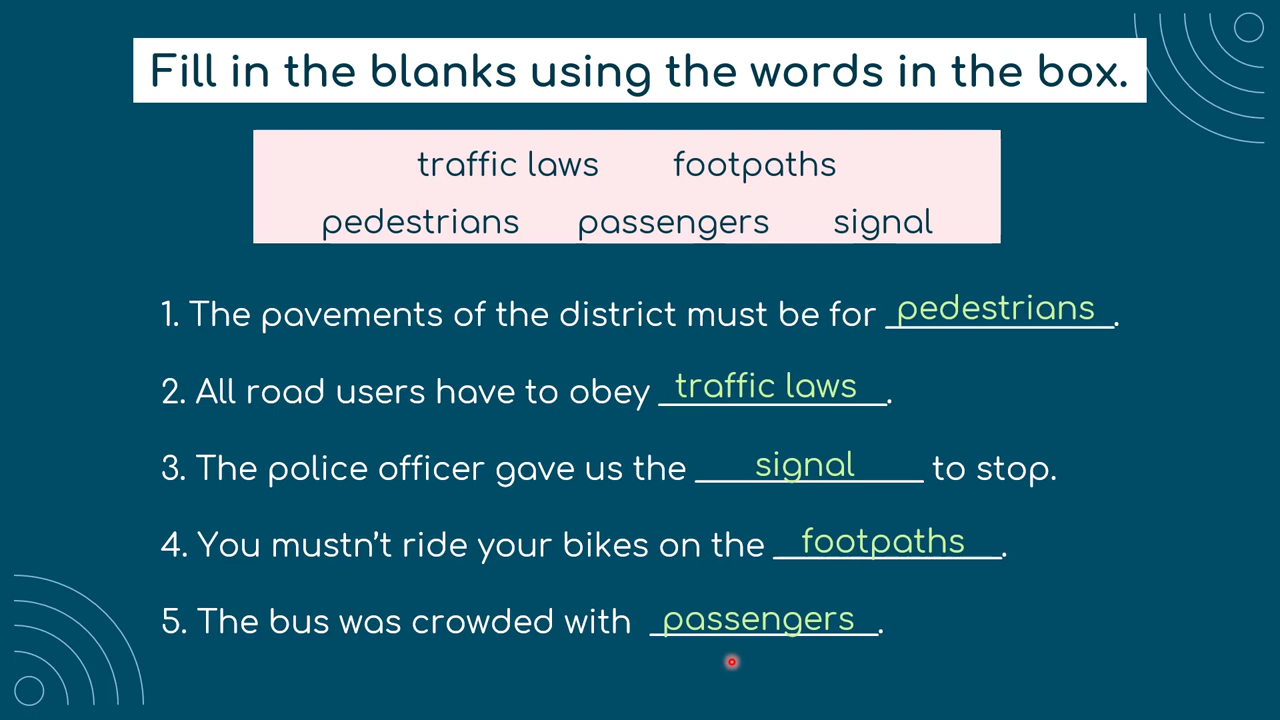 Fill in the blanks using the words in the box.
traffic laws footpaths
pedestrians passengers signal
1. The pavements of the district must be for pedestrians.
2. All road users have to obey traffic laws.
3. The police officer gave us the signal to stop.
4. You mustn’t ride your bikes on the footpaths.
5. The bus was crowded with passengers.